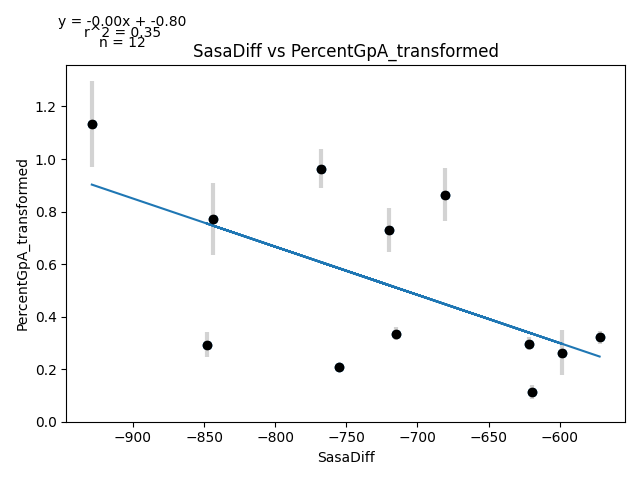 y = -0.00x + -0.80
r^2 = 0.35
n = 12
SasaDiff vs PercentGpA_transformed
PercentGpA_transformed
1.2
1.0
0.8
0.6
0.4
0.2
0.0
−900 −850 −800 −750 −700 −650 −600
SasaDiff